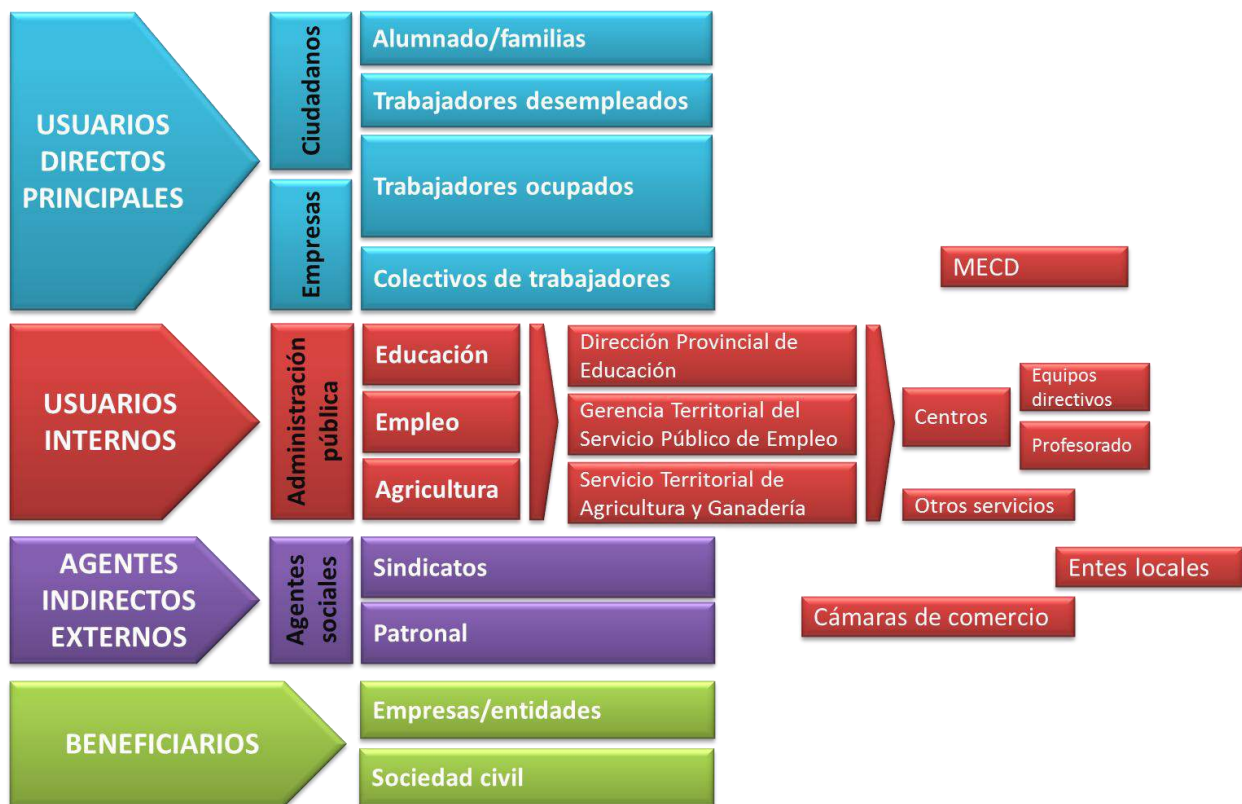 USUARIOS
DIRECTOS
PRINCIPALES
Ciudadanos
Empresas
Alumnado/familias
Trabajadores desempleados
Trabajadores ocupados
Colectivos de trabajadores
MECD
USUARIOS
INTERNOS
Administración
pública
Educación
Empleo
Agricultura
Dirección Provincial de
Educación
Gerencia Territorial del
Servicio Público de Empleo
Servicio Territorial de
Agricultura y Ganadería
Centros
Equipos
directivos
Profesorado
Otros servicios
AGENTES
INDIRECTOS
EXTERNOS
Agentes
sociales
Sindicatos
Patronal
Entes locales
Cámaras de comercio
BENEFICIARIOS
Empresas/entidades
Sociedad civil